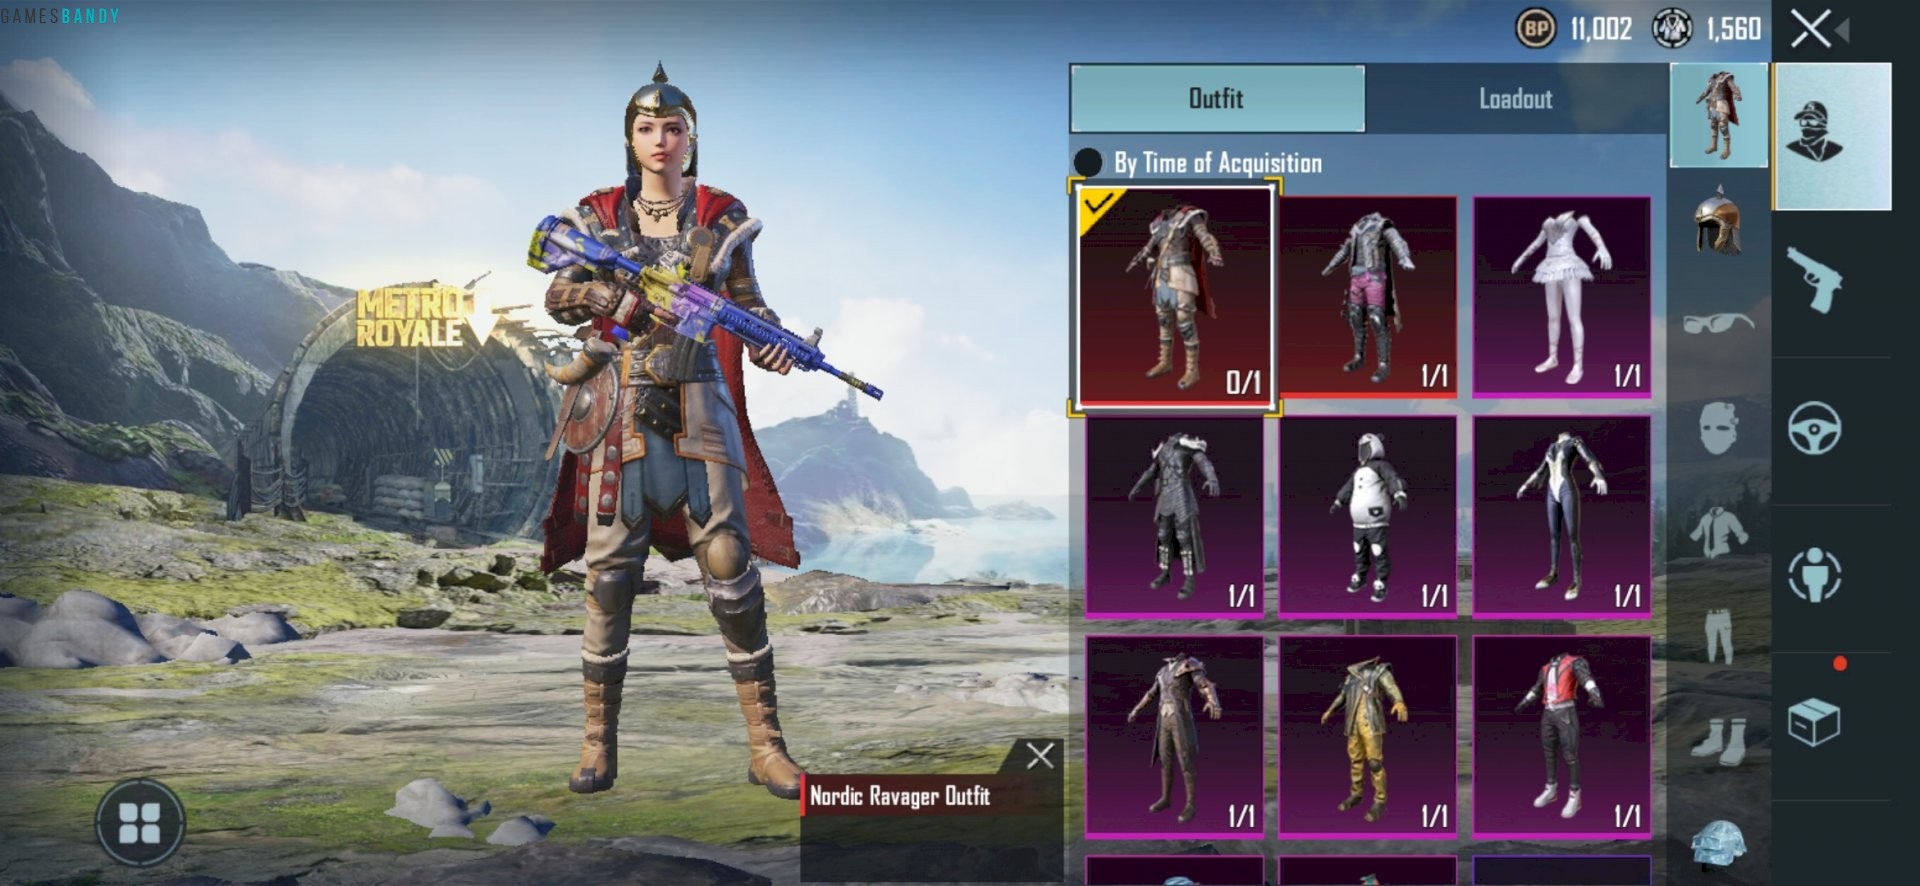 GAMESBANDY
BP 11,002 1,560
Outfit
Loadout
By Time of Acquisition
METRO
ROYALE
0/1
1/1
1/1
1/1
1/1
1/1
Nordic Ravager Outfit
1/1
1/1
1/1